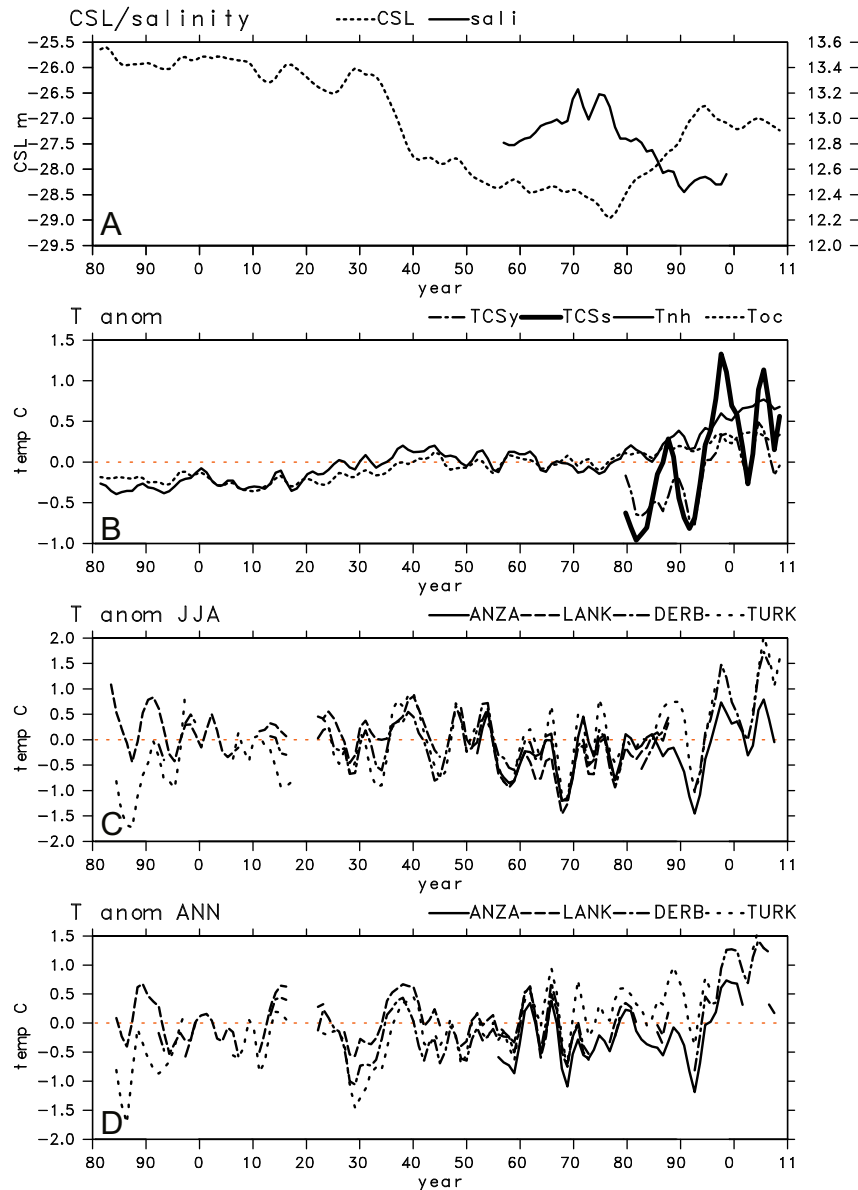 CSL/salinity CSL sali
-25.5 13.6
-26.0 13.4
-26.5 13.2
-27.0 13.0
-27.5 12.8
-28.0 12.6
-28.5 12.4
-29.0 12.2
-29.5 12.0
CSL m
A
80 90 0 10 20 30 40 50 60 70 80 90 0 11
year
T anom TCSy TCSs Tnh Toc
1.5
1.0
0.5
0.0
-0.5
-1.0
temp C
B
80 90 0 10 20 30 40 50 60 70 80 90 0 11
year
T anom JJA ANZA LANK DERB TURK
2.0
1.5
1.0
0.5
0.0
-0.5
-1.0
-1.5
-2.0
temp C
C
80 90 0 10 20 30 40 50 60 70 80 90 0 11
year
T anom ANN ANZA LANK DERB TURK
1.5
1.0
0.5
0.0
-0.5
-1.0
-1.5
-2.0
temp C
D
80 90 0 10 20 30 40 50 60 70 80 90 0 11
year